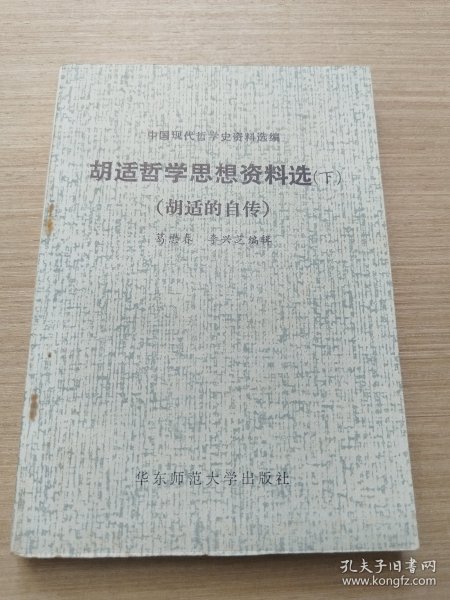 中国现代哲学史资料选编
胡适哲学思想资料选(下)
(胡适的自传)
葛懋春 李兴芝编辑
华东师范大学出版社
孔夫子旧书网
www.kongfz.com